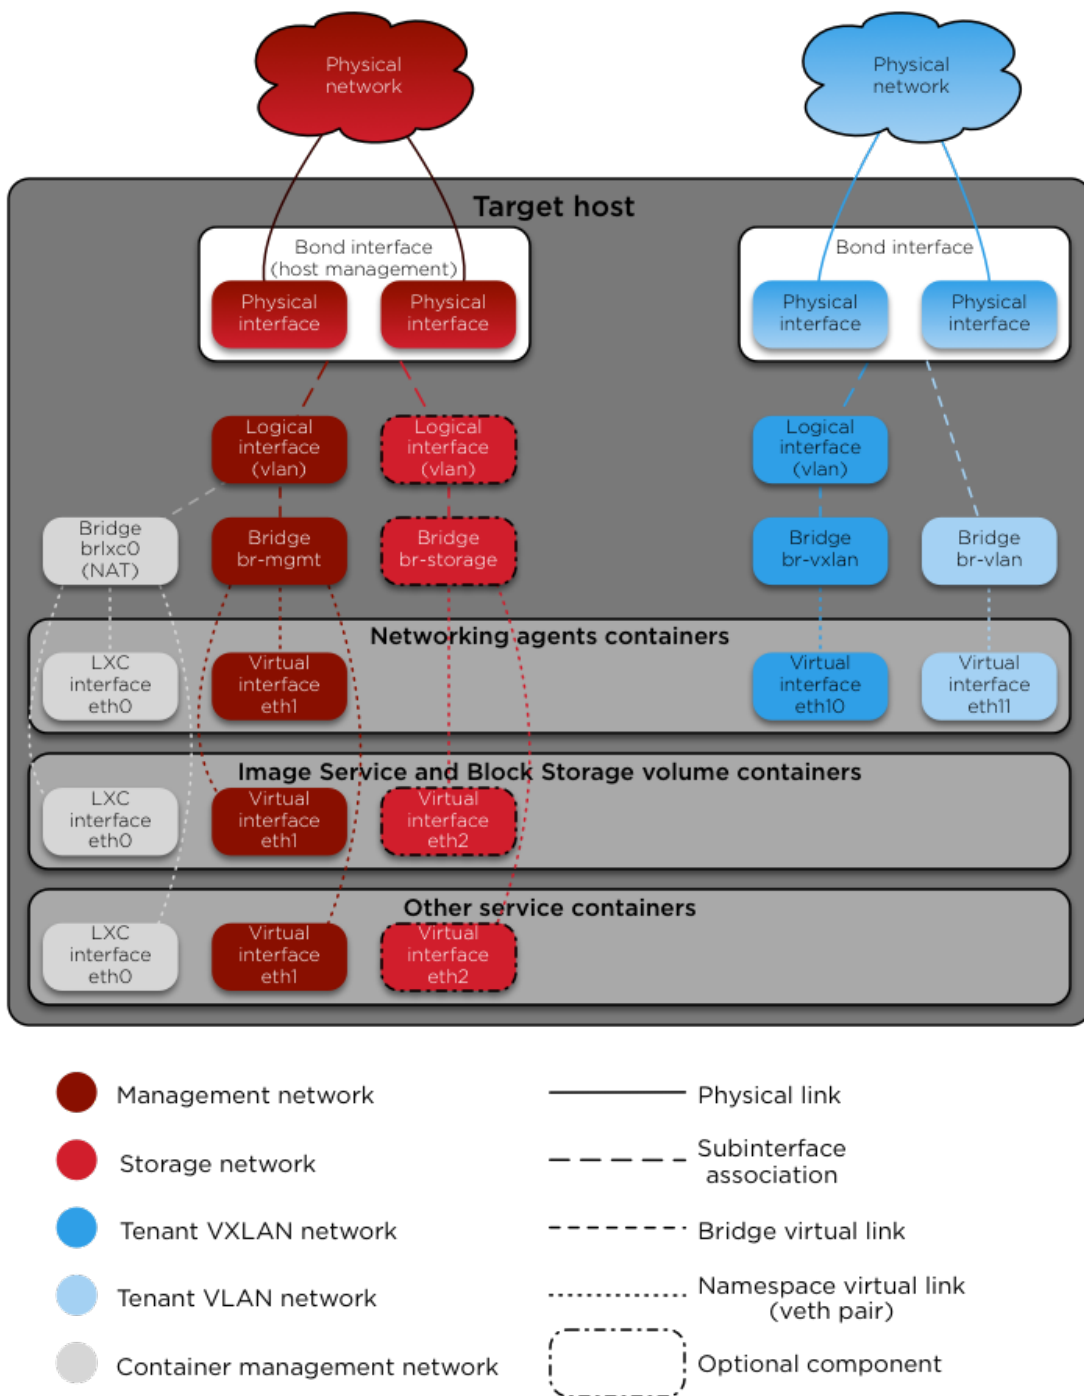 Physical
network
Physical
network
Target host
Bond interface
(host management)
Physical
interface
Physical
interface
Bond interface
Physical
interface
Physical
interface
Logical
interface
(vlan)
Logical
interface
(vlan)
Logical
interface
(vlan)
Bridge
brlxc0
(NAT)
Bridge
br-mgmt
Bridge
br-storage
Bridge
br-vxlan
Bridge
br-vlan
Networking agents containers
LXC
interface
eth0
Virtual
interface
eth1
Virtual
interface
eth10
Virtual
interface
eth11
Image Service and Block Storage volume containers
LXC
interface
eth0
Virtual
interface
eth1
Virtual
interface
eth2
Other service containers
LXC
interface
eth0
Virtual
interface
eth1
Virtual
interface
eth2
Management network
Storage network
Tenant VXLAN network
Tenant VLAN network
Container management network
Physical link
Subinterface
association
Bridge virtual link
Namespace virtual link
(veth pair)
Optional component